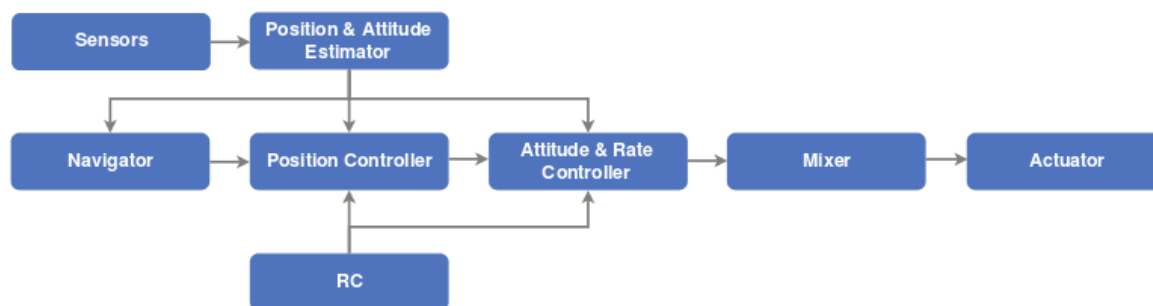 Sensors
Position & Attitude
Estimator
Navigator
Position Controller
Attitude & Rate
Controller
Mixer
Actuator
RC